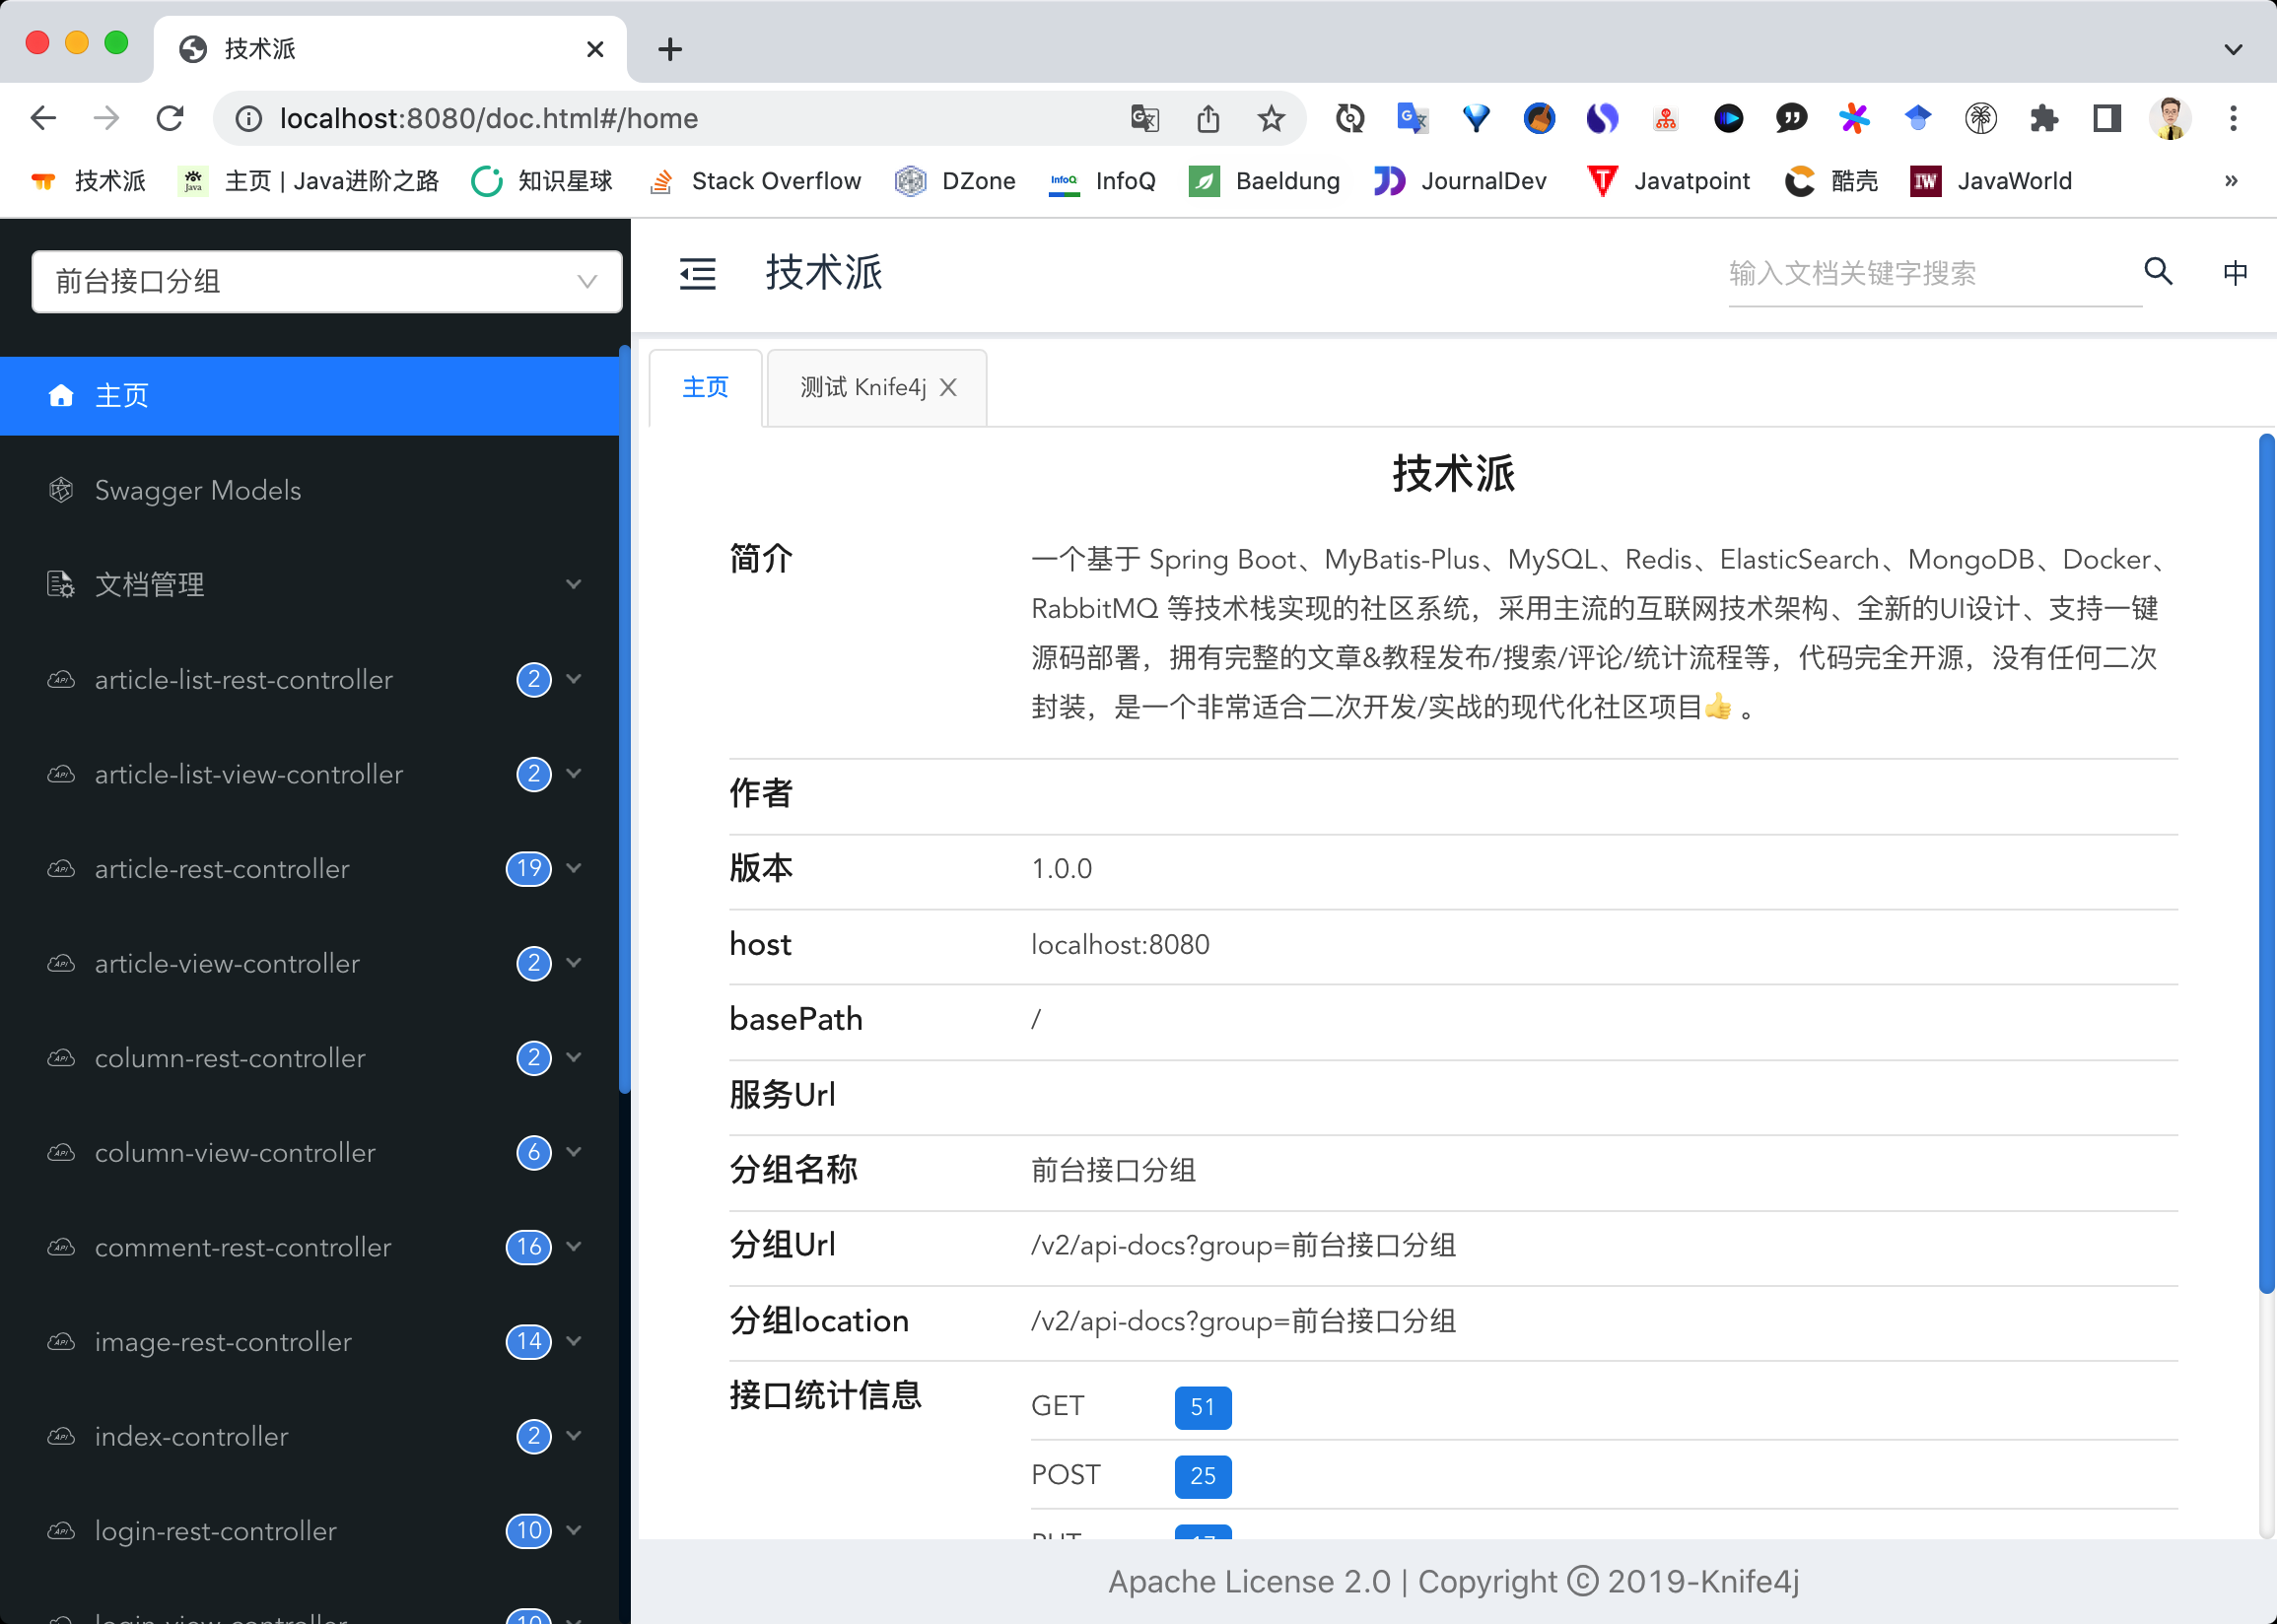 技术派
localhost:8080/doc.html#/home
技术派 主页 | Java进阶之路 知识星球 Stack Overflow DZone InfoQ Baeldung JournalDev Javatpoint 酷壳 JavaWorld »
前台接口分组
主页
Swagger Models
文档管理
article-list-rest-controller 2
article-list-view-controller 2
article-rest-controller 19
article-view-controller 2
column-rest-controller 2
column-view-controller 6
comment-rest-controller 16
image-rest-controller 14
index-controller 2
login-rest-controller 10
login-view-controller 10
技术派 输入文档关键字搜索 中
主页 测试 Knife4j
技术派
简介 一个基于 Spring Boot、MyBatis-Plus、MySQL、Redis、ElasticSearch、MongoDB、Docker、
RabbitMQ 等技术栈实现的社区系统，采用主流的互联网技术架构、全新的UI设计、支持一键
源码部署，拥有完整的文章&教程发布/搜索/评论/统计流程等，代码完全开源，没有任何二次
封装，是一个非常适合二次开发/实战的现代化社区项目👍 。
作者
版本 1.0.0
host localhost:8080
basePath /
服务Url
分组名称 前台接口分组
分组Url /v2/api-docs?group=前台接口分组
分组location /v2/api-docs?group=前台接口分组
接口统计信息 GET 51
POST 25
PUT 17
Apache License 2.0 | Copyright © 2019-Knife4j